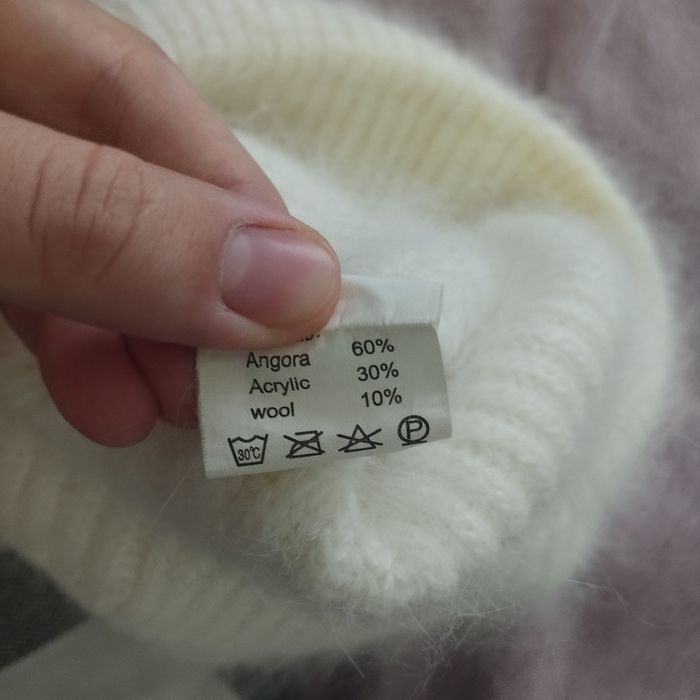 Angora 60%
Acrylic 30%
wool 10%
30°C P